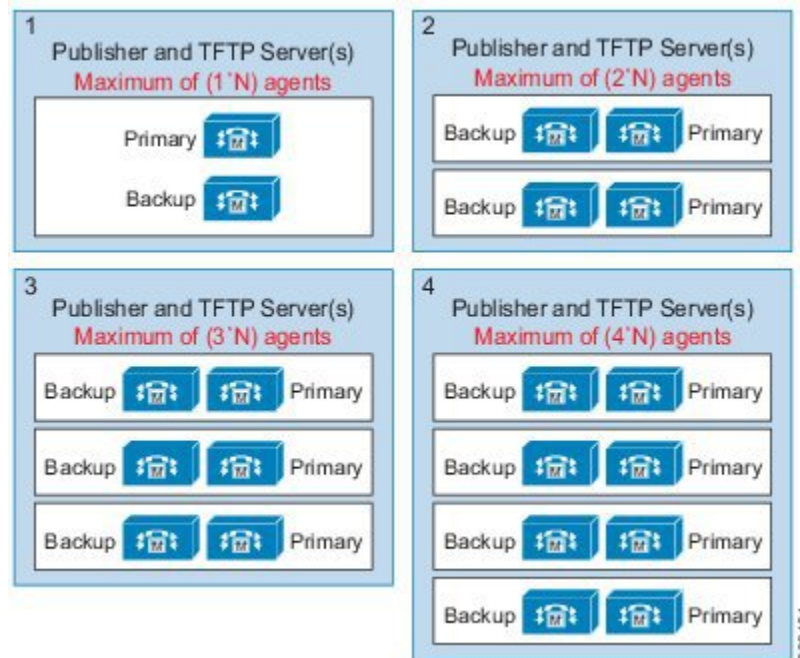 1
Publisher and TFTP Server(s)
Maximum of (1*N) agents
Primary M
Backup M
2
Publisher and TFTP Server(s)
Maximum of (2*N) agents
Backup M M Primary
Backup M M Primary
3
Publisher and TFTP Server(s)
Maximum of (3*N) agents
Backup M M Primary
Backup M M Primary
Backup M M Primary
4
Publisher and TFTP Server(s)
Maximum of (4*N) agents
Backup M M Primary
Backup M M Primary
Backup M M Primary
Backup M M Primary